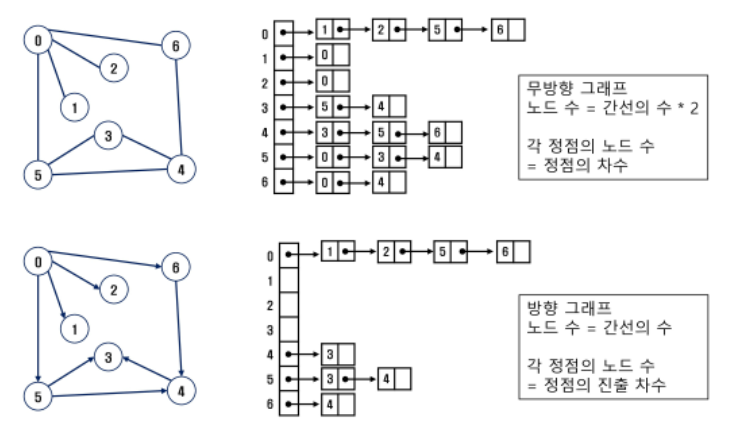 0
6
2
1
3
5
4
0 1 2 5 6
1 0
2 0
3 5 4
4 3 5 6
5 0 3 4
6 0 4
무방향 그래프
노드 수 = 간선의 수 * 2
각 정점의 노드 수
= 정점의 차수
0
6
2
1
3
5
4
0 1 2 5 6
1
2
3
4 3
5 3 4
6 4
방향 그래프
노드 수 = 간선의 수
각 정점의 노드 수
= 정점의 진출 차수